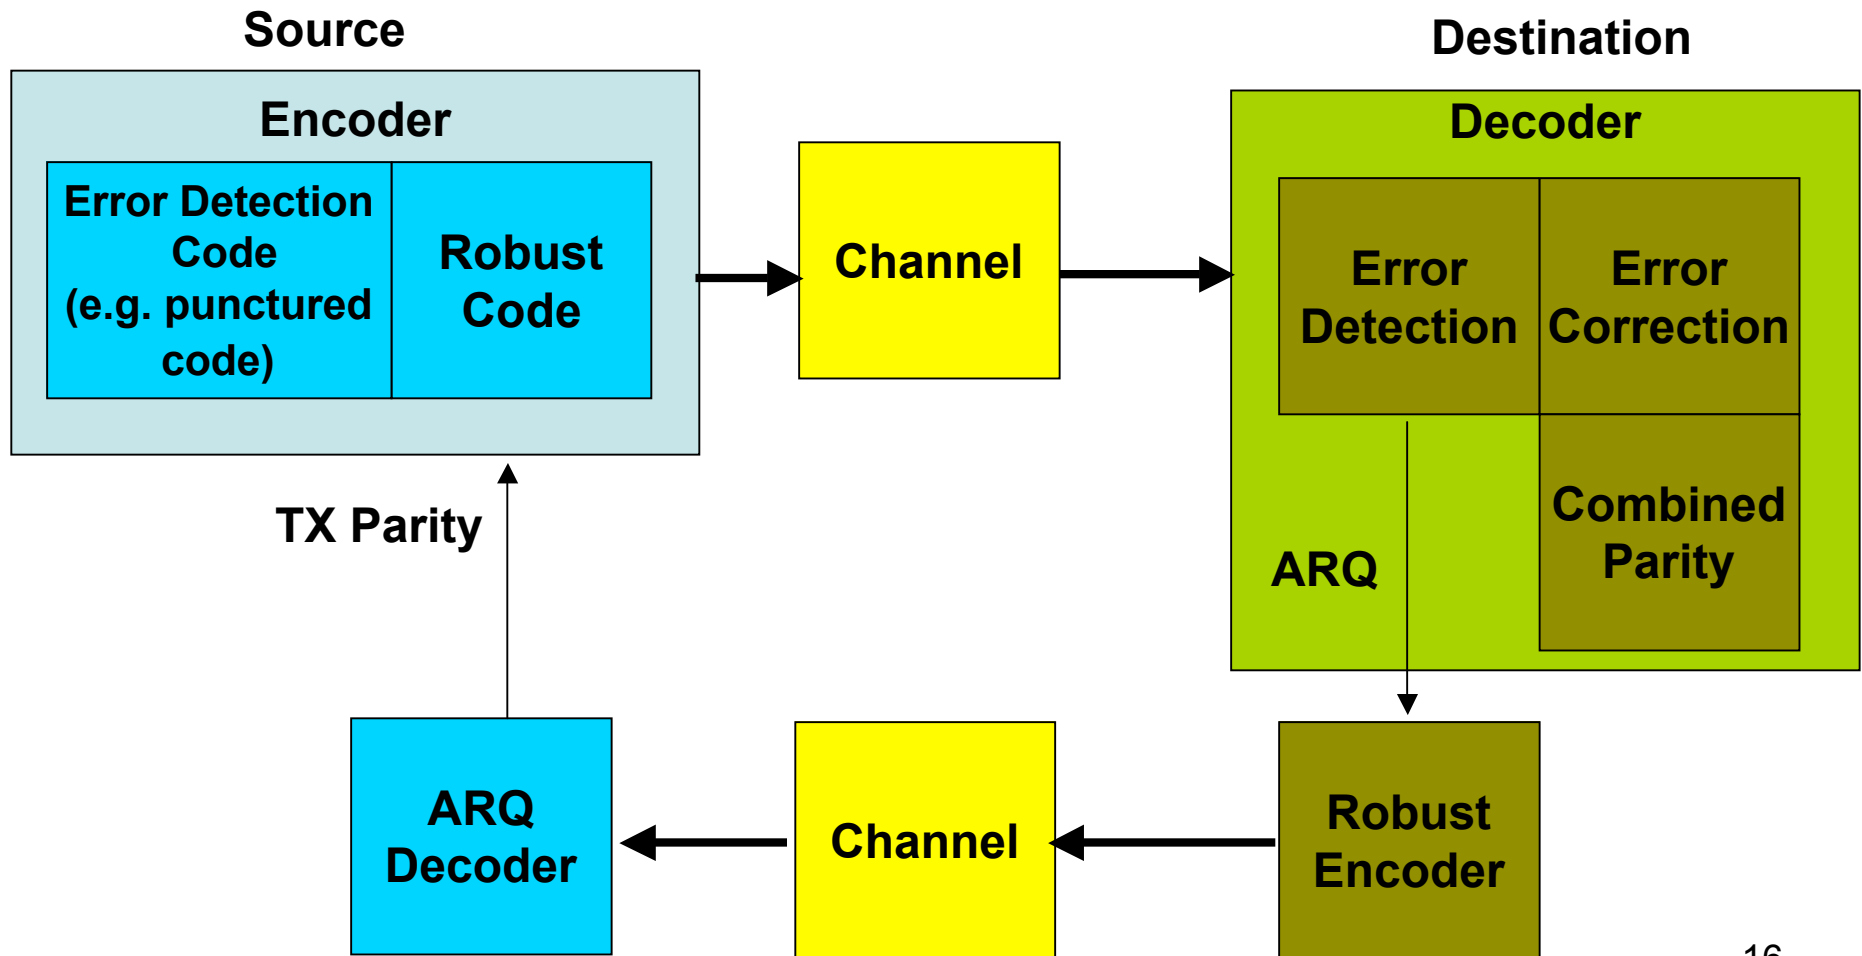 Source
Destination
Encoder
Decoder
Error Detection
Code
(e.g. punctured
code)
Robust
Code
Channel
Error
Detection
Error
Correction
TX Parity
ARQ
Combined
Parity
ARQ
Decoder
Channel
Robust
Encoder
16